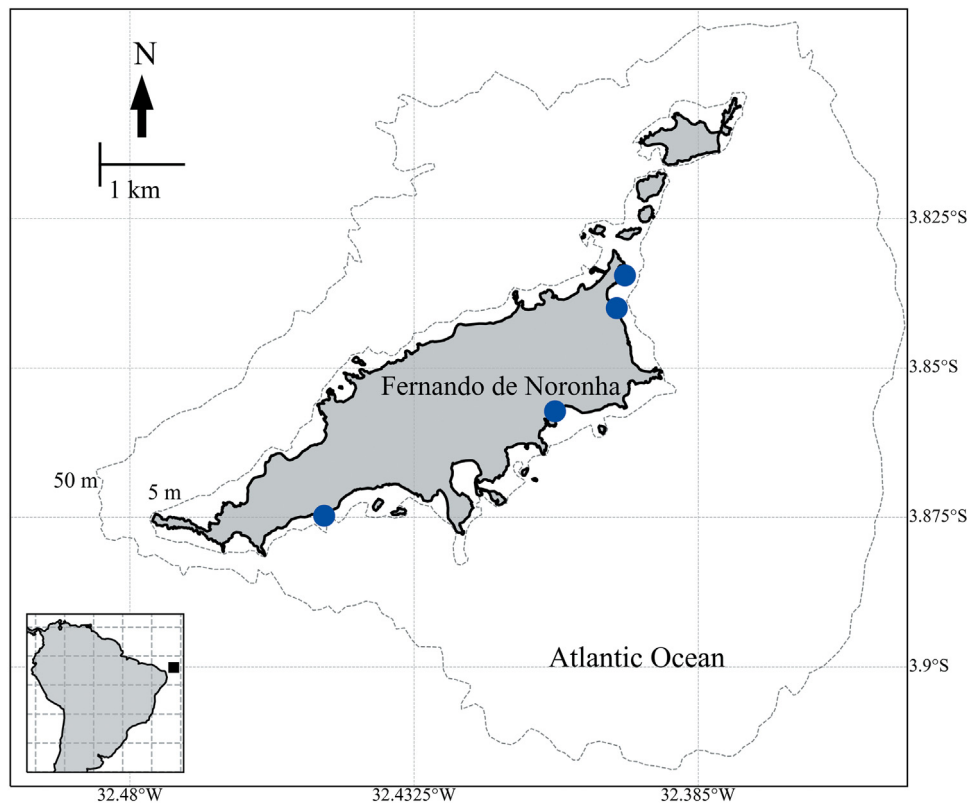 N
1 km
3.825°S
3.85°S
Fernando de Noronha
50 m
5 m
3.875°S
Atlantic Ocean
3.9°S
32.48°W
32.4325°W
32.385°W